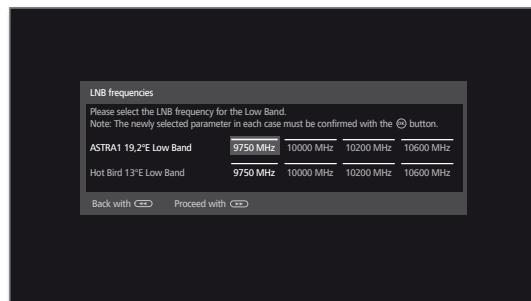 LNB frequencies
Please select the LNB frequency for the Low Band.
Note: The newly selected parameter in each case must be confirmed with the OK button.
ASTRA1 19,2°E Low Band 9750 MHz 10000 MHz 10200 MHz 10600 MHz
Hot Bird 13°E Low Band 9750 MHz 10000 MHz 10200 MHz 10600 MHz
Back with Proceed with